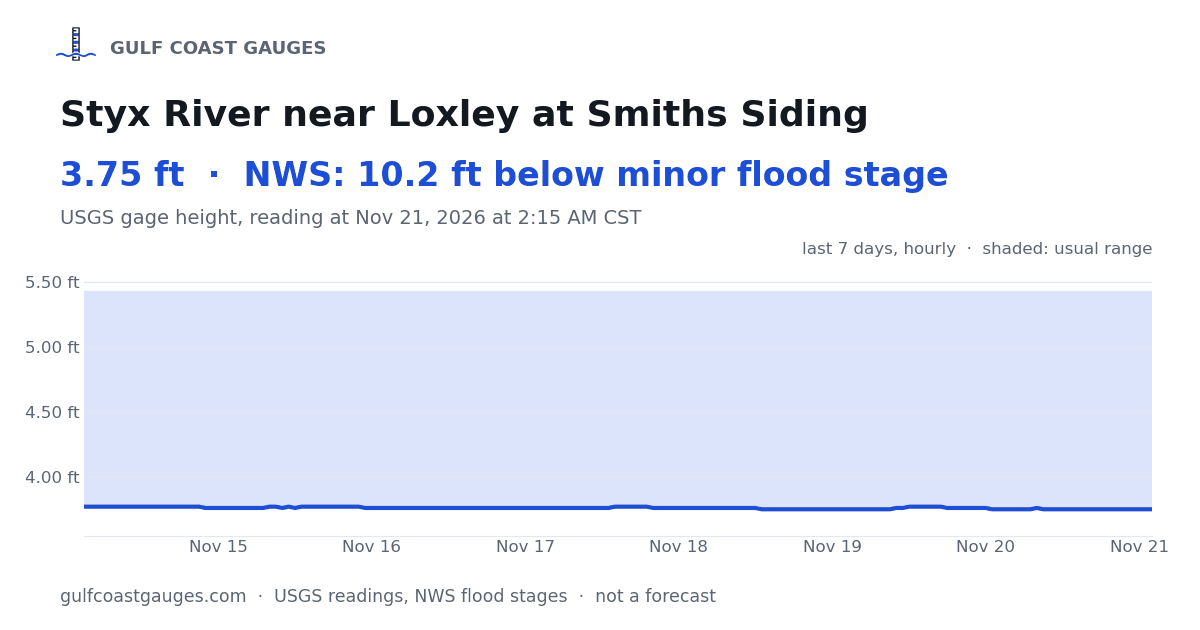 GULF COAST GAUGES
Styx River near Loxley at Smiths Siding
3.75 ft · NWS: 10.2 ft below minor flood stage
USGS gage height, reading at Nov 21, 2026 at 2:15 AM CST
last 7 days, hourly · shaded: usual range
5.50 ft
5.00 ft
4.50 ft
4.00 ft
Nov 15 Nov 16 Nov 17 Nov 18 Nov 19 Nov 20 Nov 21
gulfcoastgauges.com · USGS readings, NWS flood stages · not a forecast